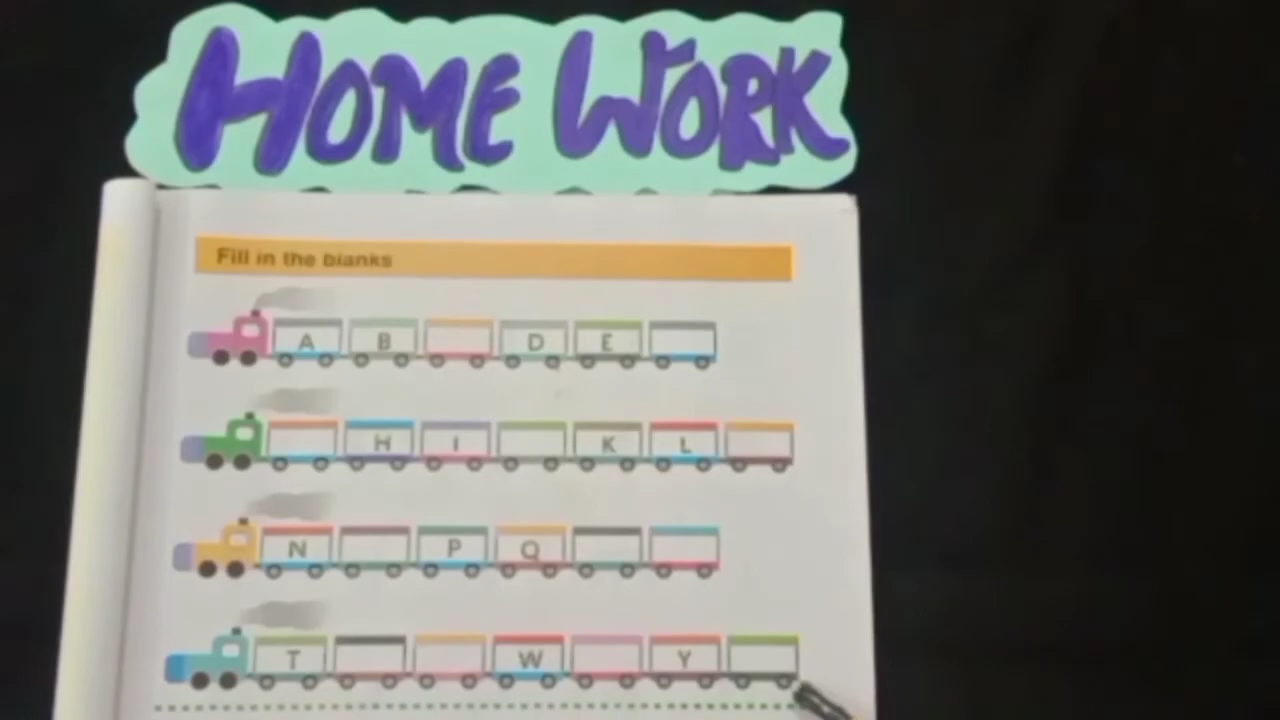 HOME WORK
Fill in the blanks
A B D E
H I K L
N P Q
T W Y